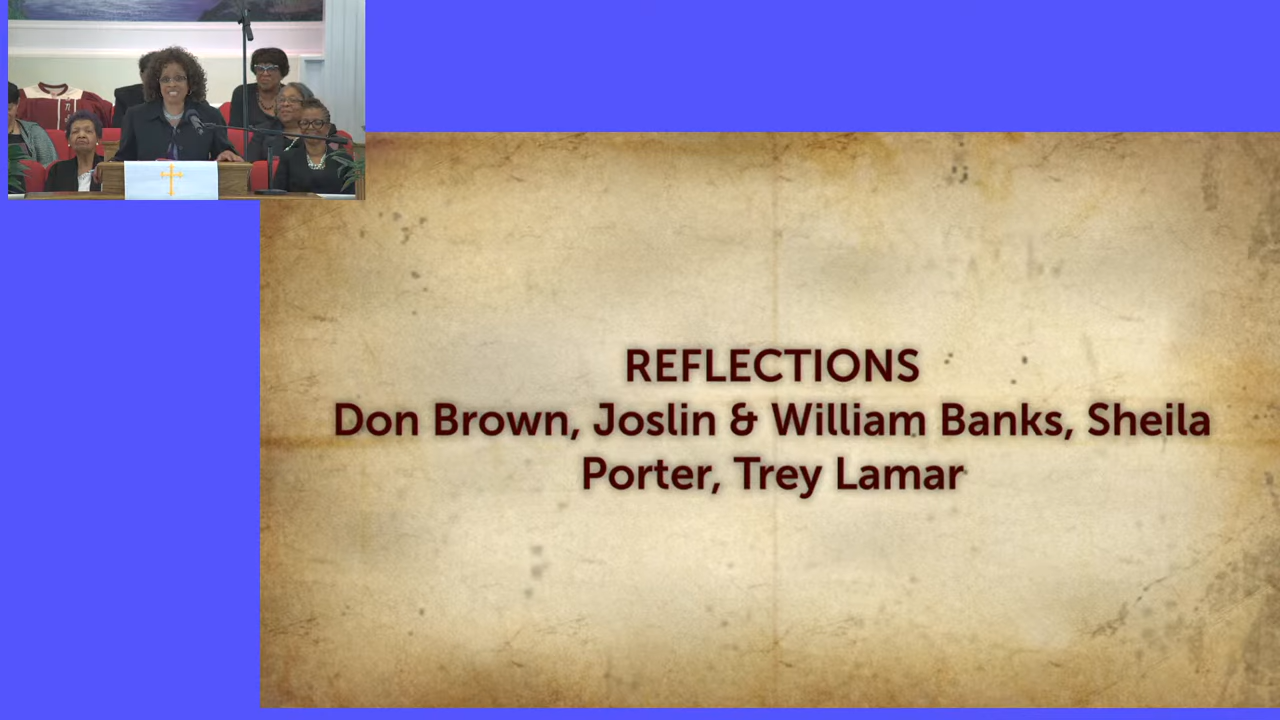 REFLECTIONS
Don Brown, Joslin & William Banks, Sheila
Porter, Trey Lamar